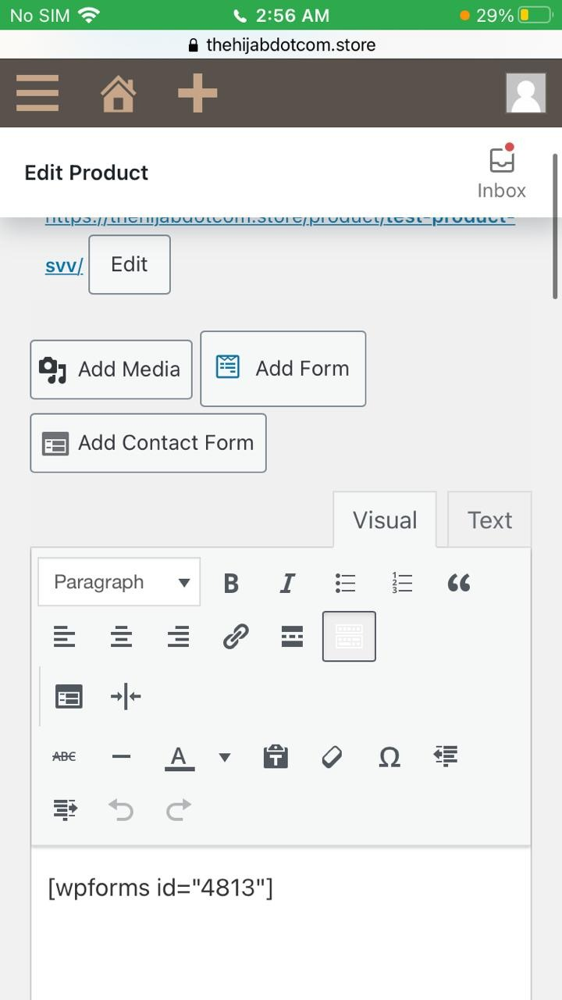 No SIM 2:56 AM 29%
thehijabdotcom.store
Edit Product
Inbox
https://thehijabdotcom.store/product/test-product-
svv/ Edit
Add Media Add Form
Add Contact Form
Visual Text
Paragraph B I
ABC A T Ω
[wpforms id="4813"]